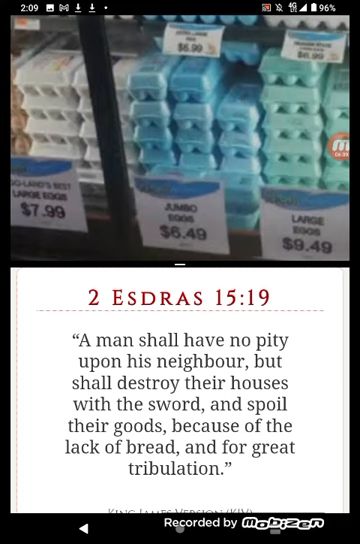 2:09
96%
$6.99
$6.99
LARGE EGGS
$7.99
JUMBO
EGGS
$6.49
LARGE
EGGS
$9.49
2 Esdras 15:19
“A man shall have no pity
upon his neighbour, but
shall destroy their houses
with the sword, and spoil
their goods, because of the
lack of bread, and for great
tribulation.”
King James Version (KJV)
Recorded by Mobizen